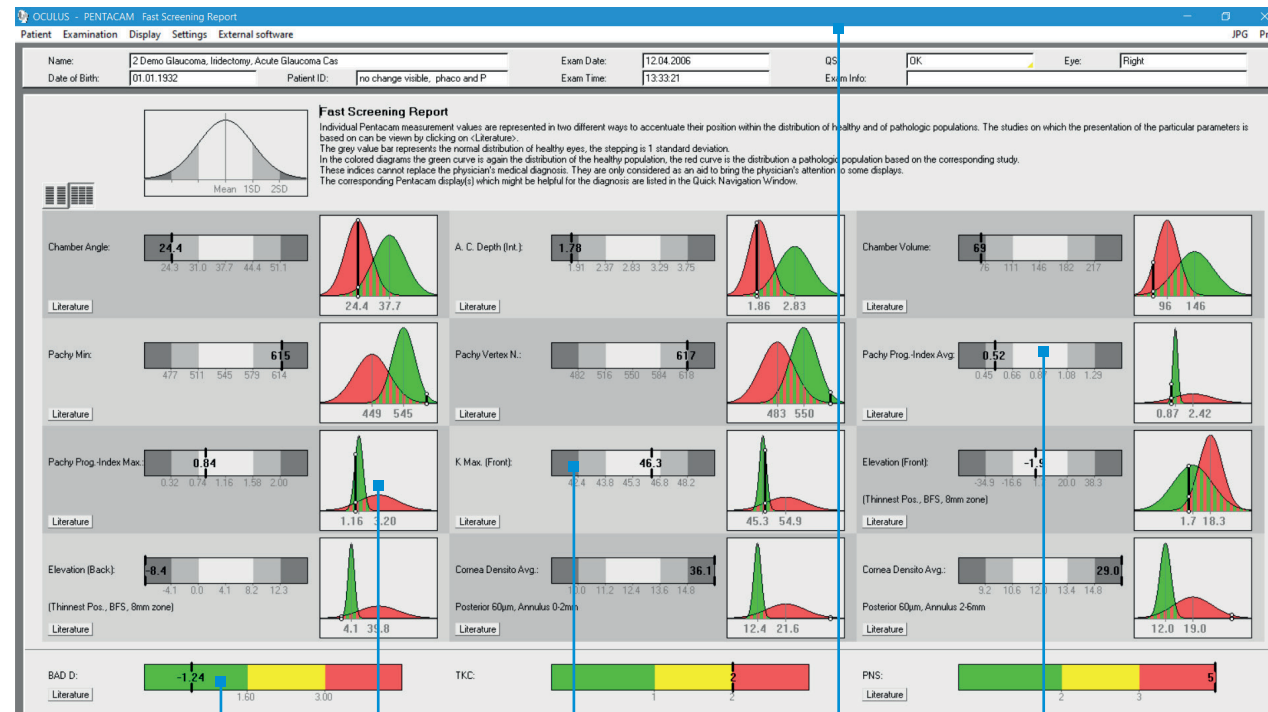 OCULUS - PENTACAM Fast Screening Report
Patient Examination Display Settings External software JPG
Name: 2 Demo Glaucoma, Iridectomy, Acute Glaucoma Cas Exam Date: 12.04.2006 QS: OK Eye: Right
Date of Birth: 01.01.1932 Patient ID: no change visible, phaco and P Exam Time: 13:33:21 Exam Info:
Fast Screening Report
Individual Pentacam measurement values are represented in two different ways to accentuate their position within the distribution of healthy and of pathologic populations. The studies on which the presentation of the particular parameters is
based on can be viewn by clicking on <Literature>.
The grey value bar represents the normal distribution of healthy eyes, the stepping is 1 standard deviation.
In the colored diagrams the green curve is again the distribution of the healthy population, the red curve is the distribution a pathologic population based on the corresponding study.
These indices cannot replace the physician's medical diagnosis. They are only considered as an aid to bring the physician's attention to some displays.
The corresponding Pentacam display(s) which might be helpful for the diagnosis are listed in the Quick Navigation Window.
Mean 1SD 2SD
Chamber Angle: 24.4
24.3 31.0 37.7 44.4 51.1
Literature 24.4 37.7
A. C. Depth (Int.): 1.78
1.91 2.37 2.83 3.29 3.75
Literature 1.86 2.83
Chamber Volume: 69
76 111 146 182 217
Literature 96 146
Pachy Min: 615
477 511 545 579 614
Literature 449 545
Pachy Vertex N.: 617
482 516 550 584 618
Literature 483 550
Pachy Prog.-Index Avg: 0.52
0.45 0.66 0.87 1.08 1.29
Literature 0.87 2.42
Pachy Prog.-Index Max.: 0.84
0.32 0.74 1.16 1.58 2.00
Literature 1.16 3.20
K Max. (Front): 46.3
42.4 43.8 45.3 46.8 48.2
Literature 45.3 54.9
Elevation (Front): -1.9
-34.9 -16.6 20.0 38.3
(Thinnest Pos., BFS, 8mm zone)
Literature 1.7 18.3
Elevation (Back): -8.4
-4.1 0.0 4.1 8.2 12.3
(Thinnest Pos., BFS, 8mm zone)
Literature 4.1 39.8
Cornea Densito Avg.: 36.1
10.0 11.2 12.4 13.6 14.8
Posterior 60µm, Annulus 0-2mm
Literature 12.4 21.6
Cornea Densito Avg.: 29.0
9.2 10.6 12.0 13.4 14.8
Posterior 60µm, Annulus 2-6mm
Literature 12.0 19.0
BAD D: -1.24
1.60 3.00
Literature
TKC: 2
1 2
PNS: 5
2 3
Literature